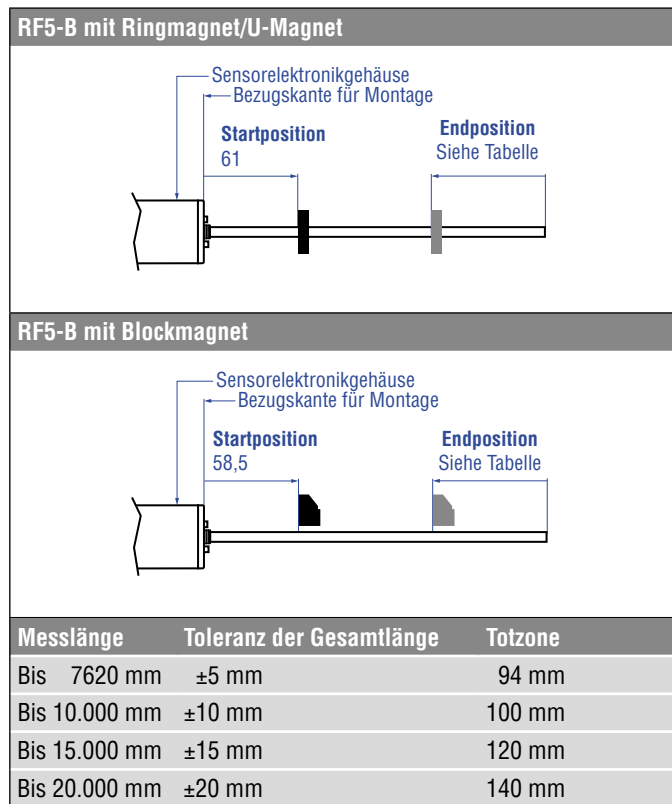 RF5-B mit Ringmagnet/U-Magnet
Sensorelektronikgehäuse
Bezugskante für Montage
Startposition
61
Endposition
Siehe Tabelle
RF5-B mit Blockmagnet
Sensorelektronikgehäuse
Bezugskante für Montage
Startposition
58,5
Endposition
Siehe Tabelle
Messlänge Toleranz der Gesamtlänge Totzone
Bis 7620 mm ±5 mm 94 mm
Bis 10.000 mm ±10 mm 100 mm
Bis 15.000 mm ±15 mm 120 mm
Bis 20.000 mm ±20 mm 140 mm